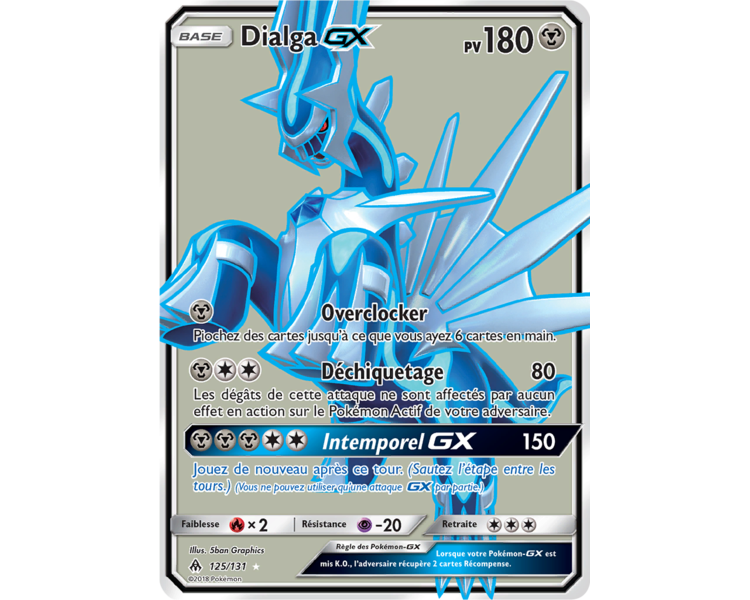 BASE Dialga GX PV 180
Overclocker
Piochez des cartes jusqu'à ce que vous ayez 6 cartes en main.
Déchiquetage 80
Les dégâts de cette attaque ne sont affectés par aucun
effet en action sur le Pokémon Actif de votre adversaire.
Intemporel GX 150
Jouez de nouveau après ce tour. (Sautez l'étape entre les
tours.) (Vous ne pouvez utiliser qu'une attaque GX par partie.)
Faiblesse × 2 Résistance -20 Retraite
Illus. 5ban Graphics
125/131
©2018 Pokémon
Règle des Pokémon-GX
Lorsque votre Pokémon-GX est
mis K.O., l'adversaire récupère 2 cartes Récompense.